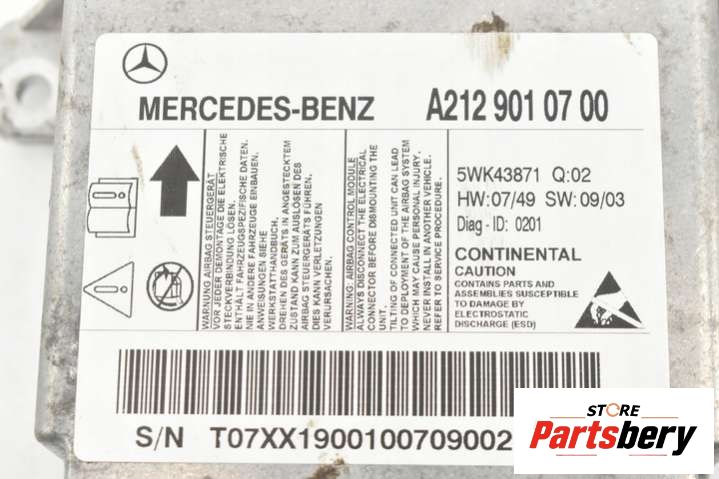 MERCEDES-BENZ
A212 901 07 00
WARNUNG AIRBAG STEUERGERÄT
VOR JEDER DEMONTAGE DIE ELEKTRISCHE
STECKVERBINDUNG LÖSEN.
ENTHÄLT FAHRZEUGSPEZIFISCHE DATEN.
NIE IN ANDERE FAHRZEUGE EINBAUEN.
ANWEISUNGEN SIEHE
WERKSTATTHANDBUCH.
DREHEN DES GERÄTS IN ANGESTECKTEM
ZUSTAND KANN ZUM AUSLÖSEN DES
AIRBAG STEUERGERÄTS FÜHREN.
DIES KANN VERLETZUNGEN
VERURSACHEN.
WARNING: AIRBAG CONTROL MODULE
ALWAYS DISCONNECT THE ELECTRICAL
CONNECTOR BEFORE DISMOUNTING THE
UNIT.
TILTING OF CONNECTED UNIT CAN LEAD
TO DEPLOYMENT OF THE AIRBAG SYSTEM
WHICH MAY CAUSE PERSONAL INJURY.
NEVER INSTALL IN ANOTHER VEHICLE.
REFER TO SERVICE PROCEDURE.
5WK43871 Q:02
HW:07/49 SW:09/03
Diag-ID: 0201
CONTINENTAL
CAUTION
CONTAINS PARTS AND
ASSEMBLIES SUSCEPTIBLE
TO DAMAGE BY
ELECTROSTATIC
DISCHARGE (ESD)
S/N T07XX1900100709002
STORE
Partsbery